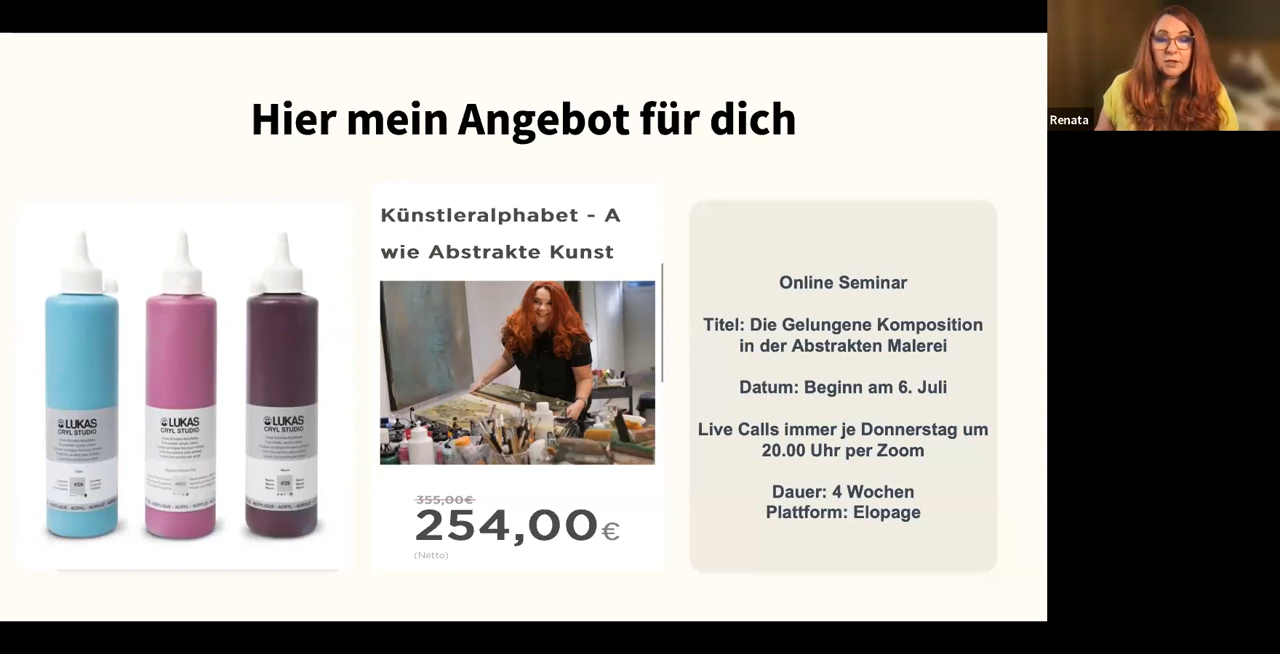 Hier mein Angebot für dich
LUKAS
CRYL STUDIO
LUKAS
CRYL STUDIO
LUKAS
CRYL STUDIO
Künstleralphabet - A
wie Abstrakte Kunst
355,00€
254,00€
(Netto)
Online Seminar
Titel: Die Gelungene Komposition
in der Abstrakten Malerei
Datum: Beginn am 6. Juli
Live Calls immer je Donnerstag um
20.00 Uhr per Zoom
Dauer: 4 Wochen
Plattform: Elopage
Renata